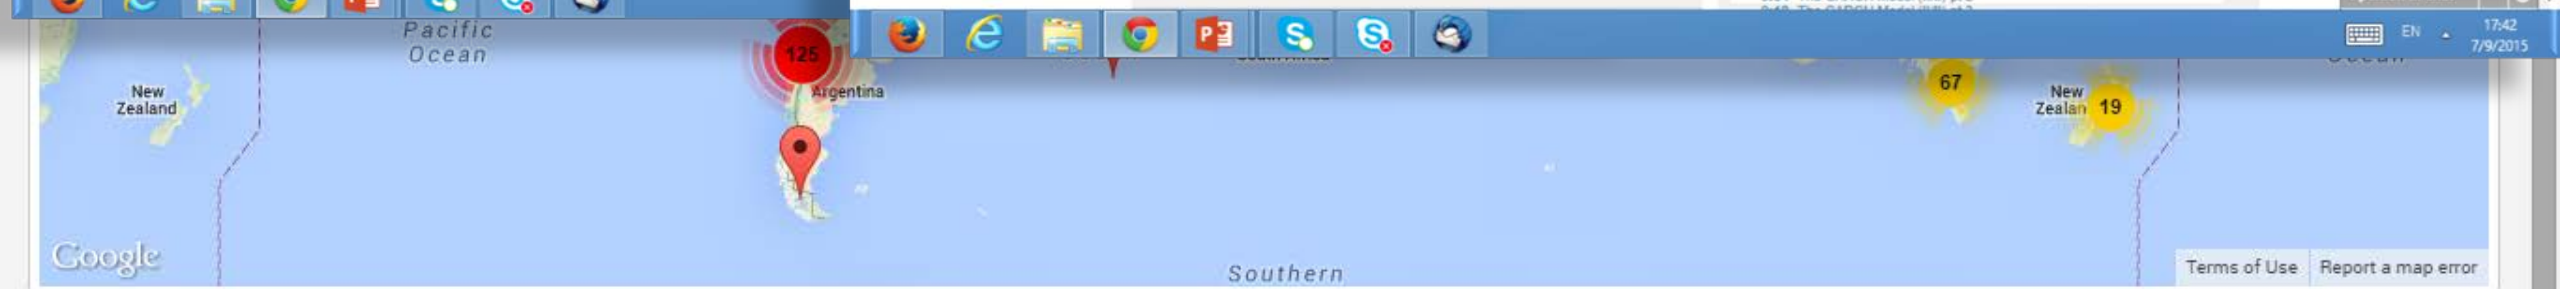 Pacific
Ocean
125
Argentina
New
Zealand
EN
17:42
7/9/2015
67
New
Zealan
19
Google
Southern
Terms of Use
Report a map error